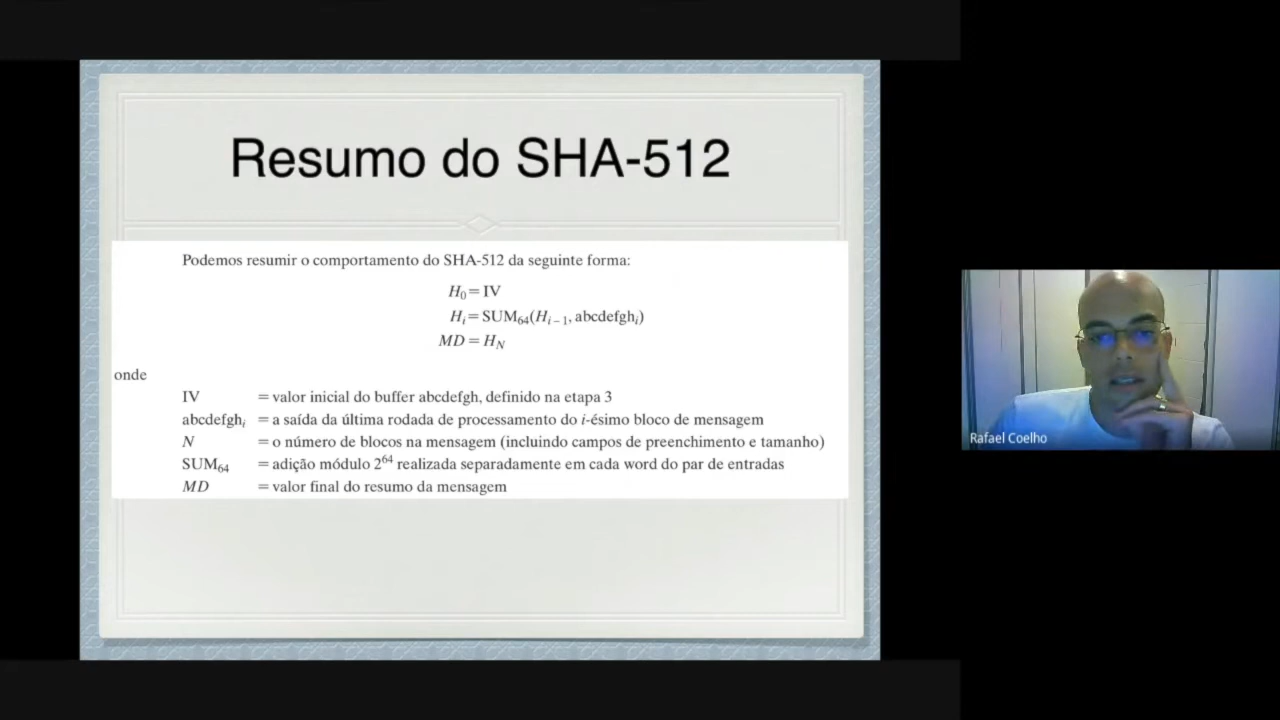 Resumo do SHA-512
Podemos resumir o comportamento do SHA-512 da seguinte forma:
H₀ = IV
Hᵢ = SUM₆₄(Hᵢ₋₁, abcdefghᵢ)
MD = H_N
onde
IV = valor inicial do buffer abcdefgh, definido na etapa 3
abcdefghᵢ = a saída da última rodada de processamento do i-ésimo bloco de mensagem
N = o número de blocos na mensagem (incluindo campos de preenchimento e tamanho)
SUM₆₄ = adição módulo 2⁶⁴ realizada separadamente em cada word do par de entradas
MD = valor final do resumo da mensagem
Rafael Coelho